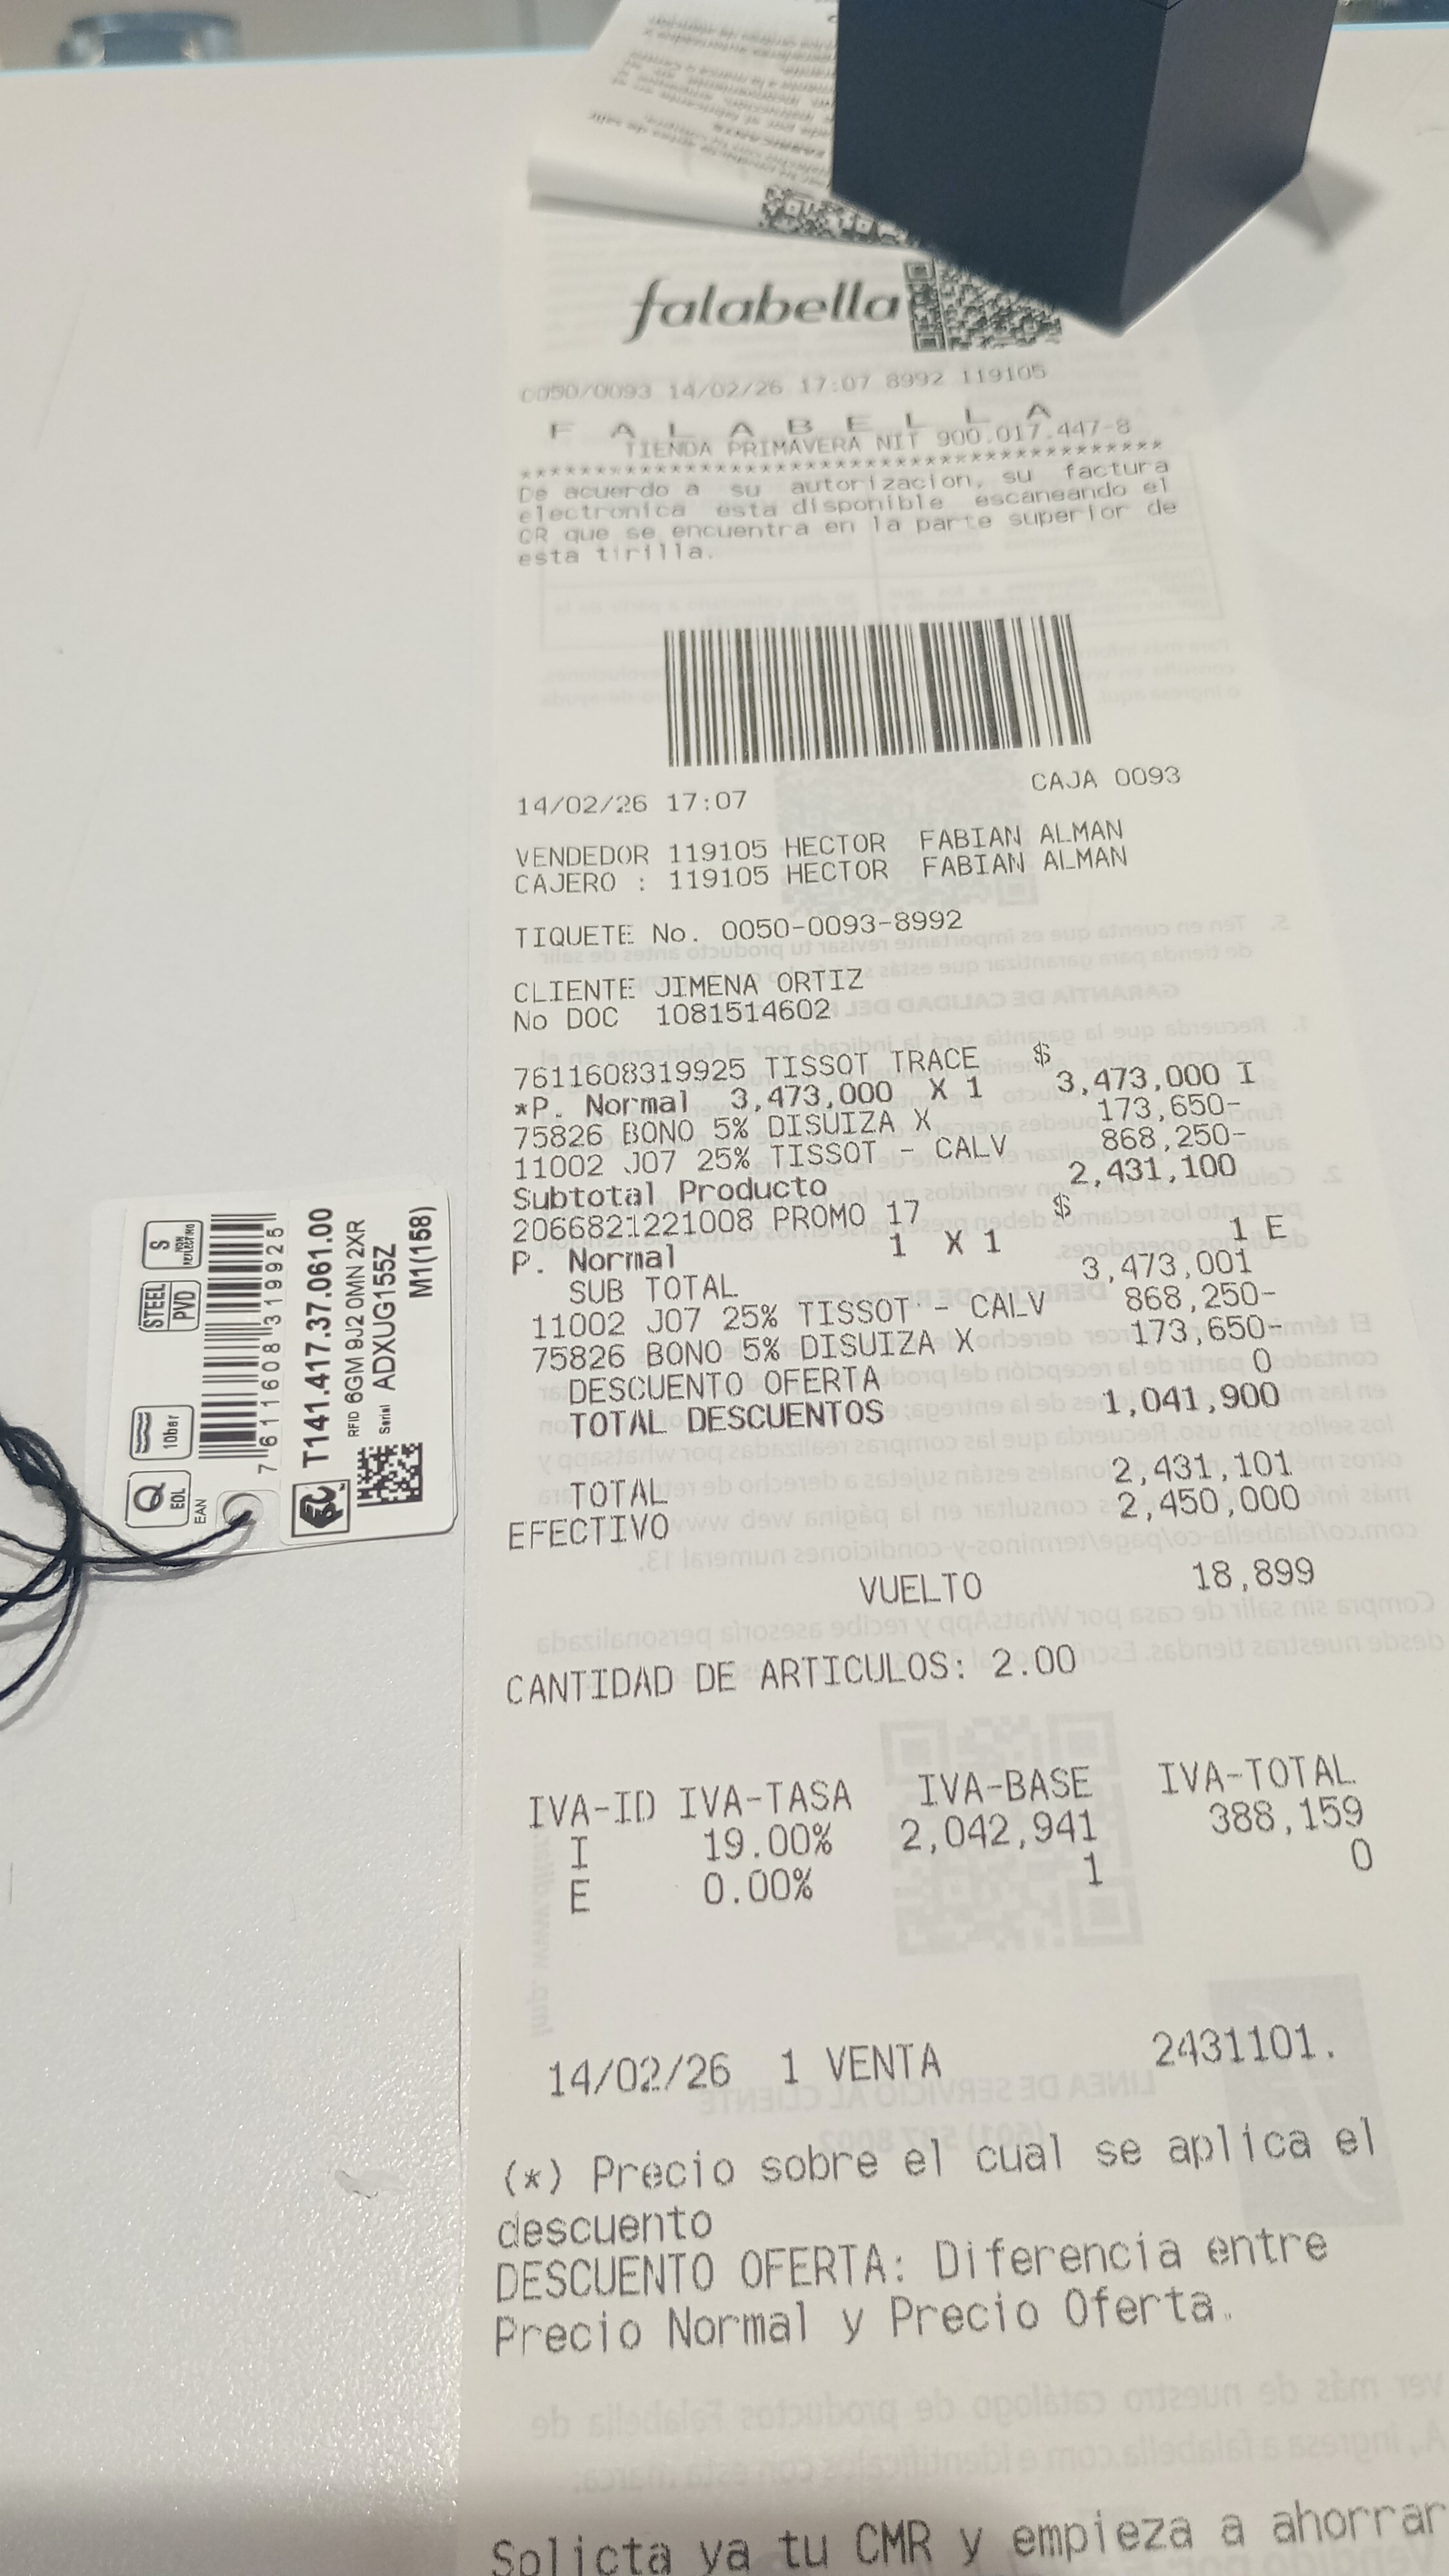 falabella
0050/0093 14/02/26 17:07 8992 119105
F A L A B E L L A
TIENDA PRIMAVERA NIT 900.017.447-8
******************************************
De acuerdo a su autorizacion, su factura
electronica esta disponible escaneando el
CR que se encuentra en la parte superior de
esta tirilla.
14/02/26 17:07 CAJA 0093
VENDEDOR 119105 HECTOR FABIAN ALMAN
CAJERO : 119105 HECTOR FABIAN ALMAN
TIQUETE No. 0050-0093-8992
CLIENTE JIMENA ORTIZ
No DOC 1081514602
7611608319925 TISSOT TRACE $
*P. Normal 3,473,000 X 1 3,473,000 I
75826 BONO 5% DISUIZA X 173,650-
11002 J07 25% TISSOT - CALV 868,250-
Subtotal Producto 2,431,100
2066821221008 PROMO 17 $
P. Normal 1 X 1 1 E
SUB TOTAL 3,473,001
11002 J07 25% TISSOT - CALV 868,250-
75826 BONO 5% DISUIZA X 173,650-
DESCUENTO OFERTA 0
TOTAL DESCUENTOS 1,041,900
TOTAL 2,431,101
EFECTIVO 2,450,000
VUELTO 18,899
CANTIDAD DE ARTICULOS: 2.00
IVA-ID IVA-TASA IVA-BASE IVA-TOTAL
I 19.00% 2,042,941 388,159
E 0.00% 1 0
14/02/26 1 VENTA 2431101.
(*) Precio sobre el cual se aplica el
descuento
DESCUENTO OFERTA: Diferencia entre
Precio Normal y Precio Oferta.
Solicta ya tu CMR y empieza a ahorrar
Q EOL
10bar
STEEL
PVD
S
NON REFLECTING
EAN
7 611608 319925
T141.417.37.061.00
RFID 6GM 9J2 0MN 2XR
Serial ADXUG155Z
M1(158)